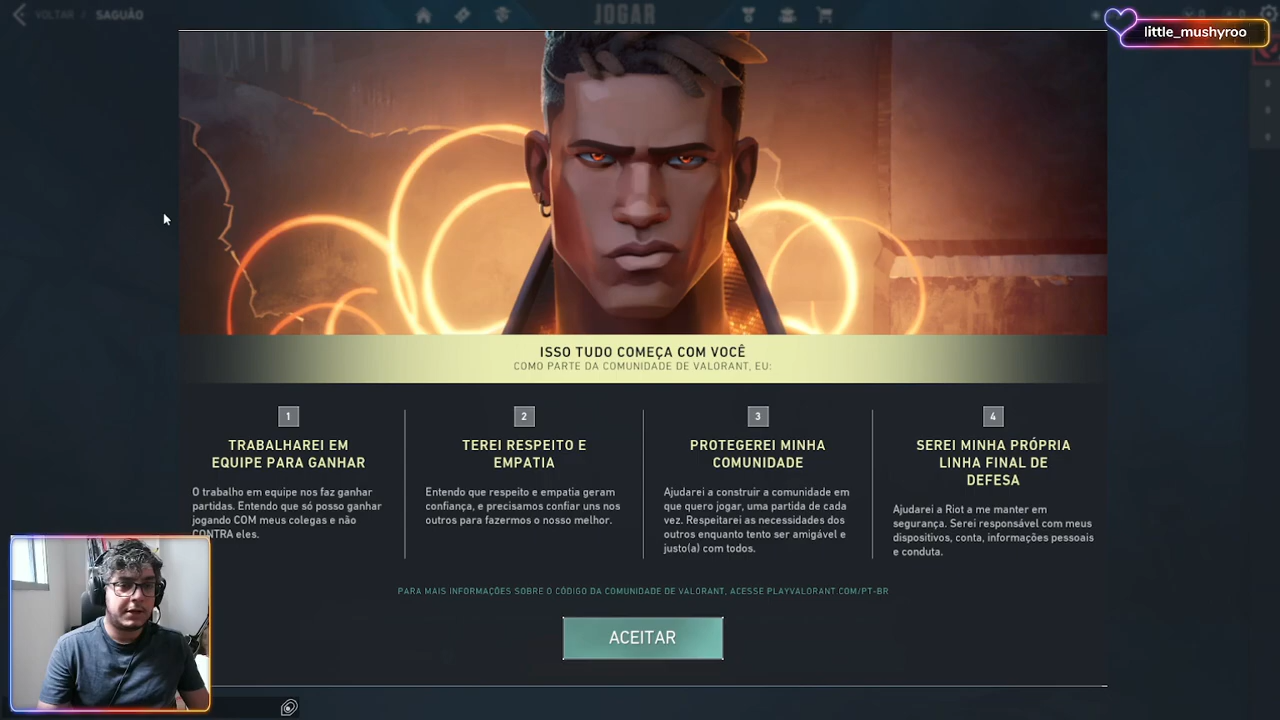 VOLTAR / SAGUÃO
JOGAR
little_mushyroo
ISSO TUDO COMEÇA COM VOCÊ
COMO PARTE DA COMUNIDADE DE VALORANT, EU:
1
TRABALHAREI EM
EQUIPE PARA GANHAR
O trabalho em equipe nos faz ganhar
partidas. Entendo que só posso ganhar
jogando COM meus colegas e não
CONTRA eles.
2
TEREI RESPEITO E
EMPATIA
Entendo que respeito e empatia geram
confiança, e precisamos confiar uns nos
outros para fazermos o nosso melhor.
3
PROTEGEREI MINHA
COMUNIDADE
Ajudarei a construir a comunidade em
que quero jogar, uma partida de cada
vez. Respeitarei as necessidades dos
outros enquanto tento ser amigável e
justo(a) com todos.
4
SEREI MINHA PRÓPRIA
LINHA FINAL DE
DEFESA
Ajudarei a Riot a me manter em
segurança. Serei responsável com meus
dispositivos, conta, informações pessoais
e conduta.
PARA MAIS INFORMAÇÕES SOBRE O CÓDIGO DA COMUNIDADE DE VALORANT, ACESSE PLAYVALORANT.COM/PT-BR
ACEITAR